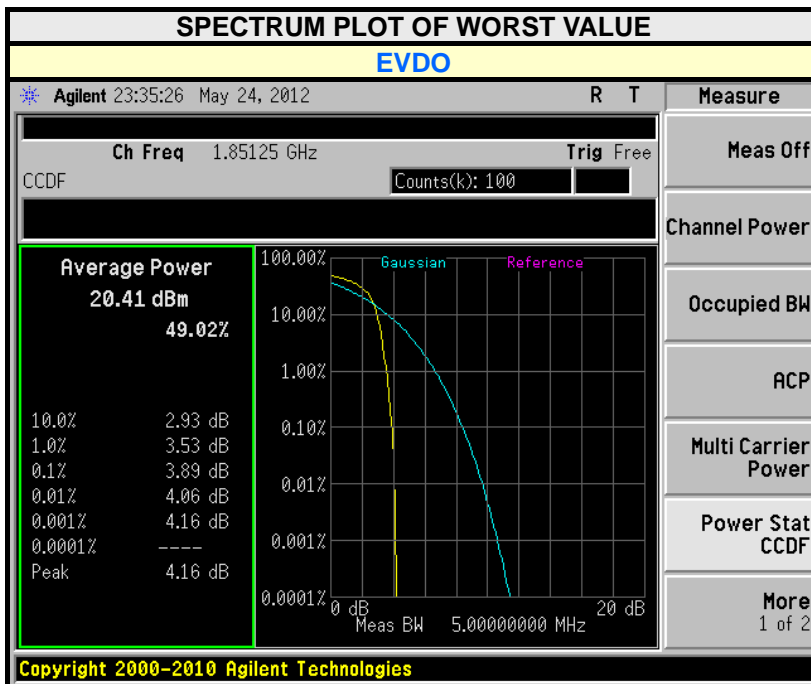 SPECTRUM PLOT OF WORST VALUE
EVDO
Agilent 23:35:26 May 24, 2012 R T
Measure
Ch Freq 1.85125 GHz Trig Free
CCDF Counts(k): 100
Meas Off
Channel Power
Occupied BW
ACP
Multi Carrier
Power
Power Stat
CCDF
More
1 of 2
Average Power
20.41 dBm
49.02%
10.0% 2.93 dB
1.0% 3.53 dB
0.1% 3.89 dB
0.01% 4.06 dB
0.001% 4.16 dB
0.0001% ----
Peak 4.16 dB
Gaussian Reference
100.00%
10.00%
1.00%
0.10%
0.01%
0.001%
0.0001%
0 dB 20 dB
Meas BW 5.00000000 MHz
Copyright 2000-2010 Agilent Technologies